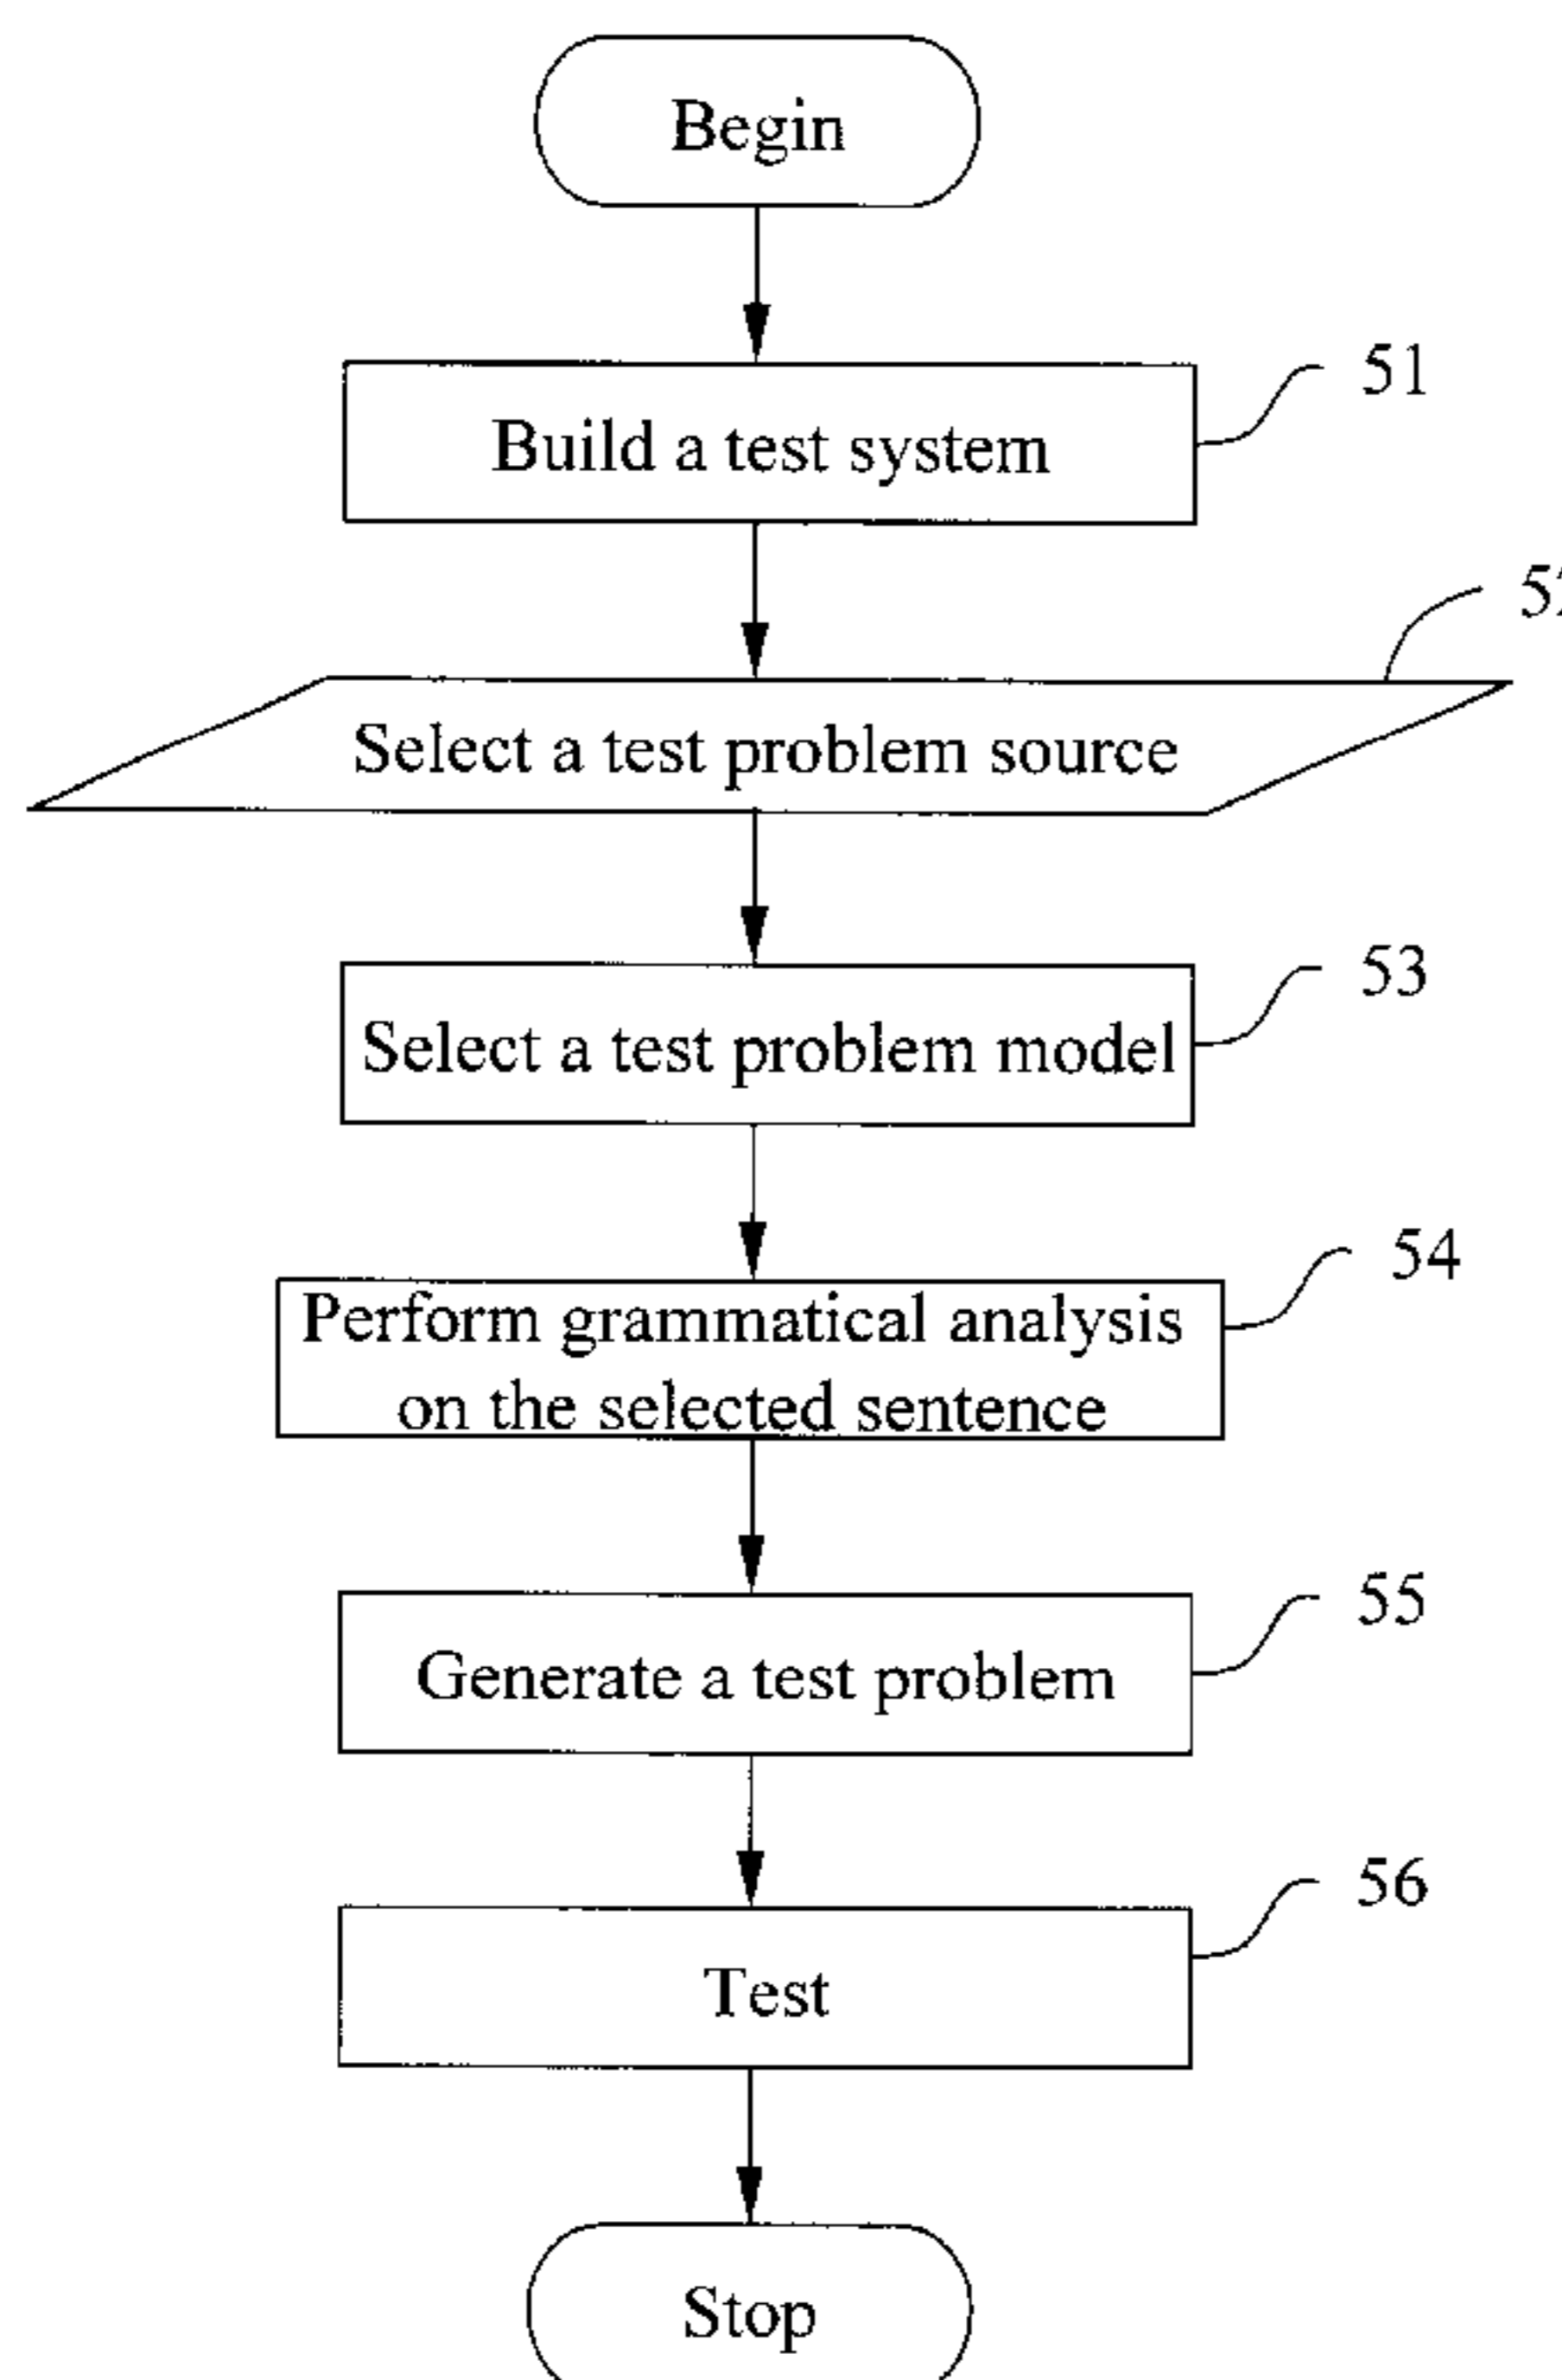 Begin
51
Build a test system
Select a test problem source
53
Select a test problem model
54
Perform grammatical analysis
on the selected sentence
55
Generate a test problem
56
Test
Stop